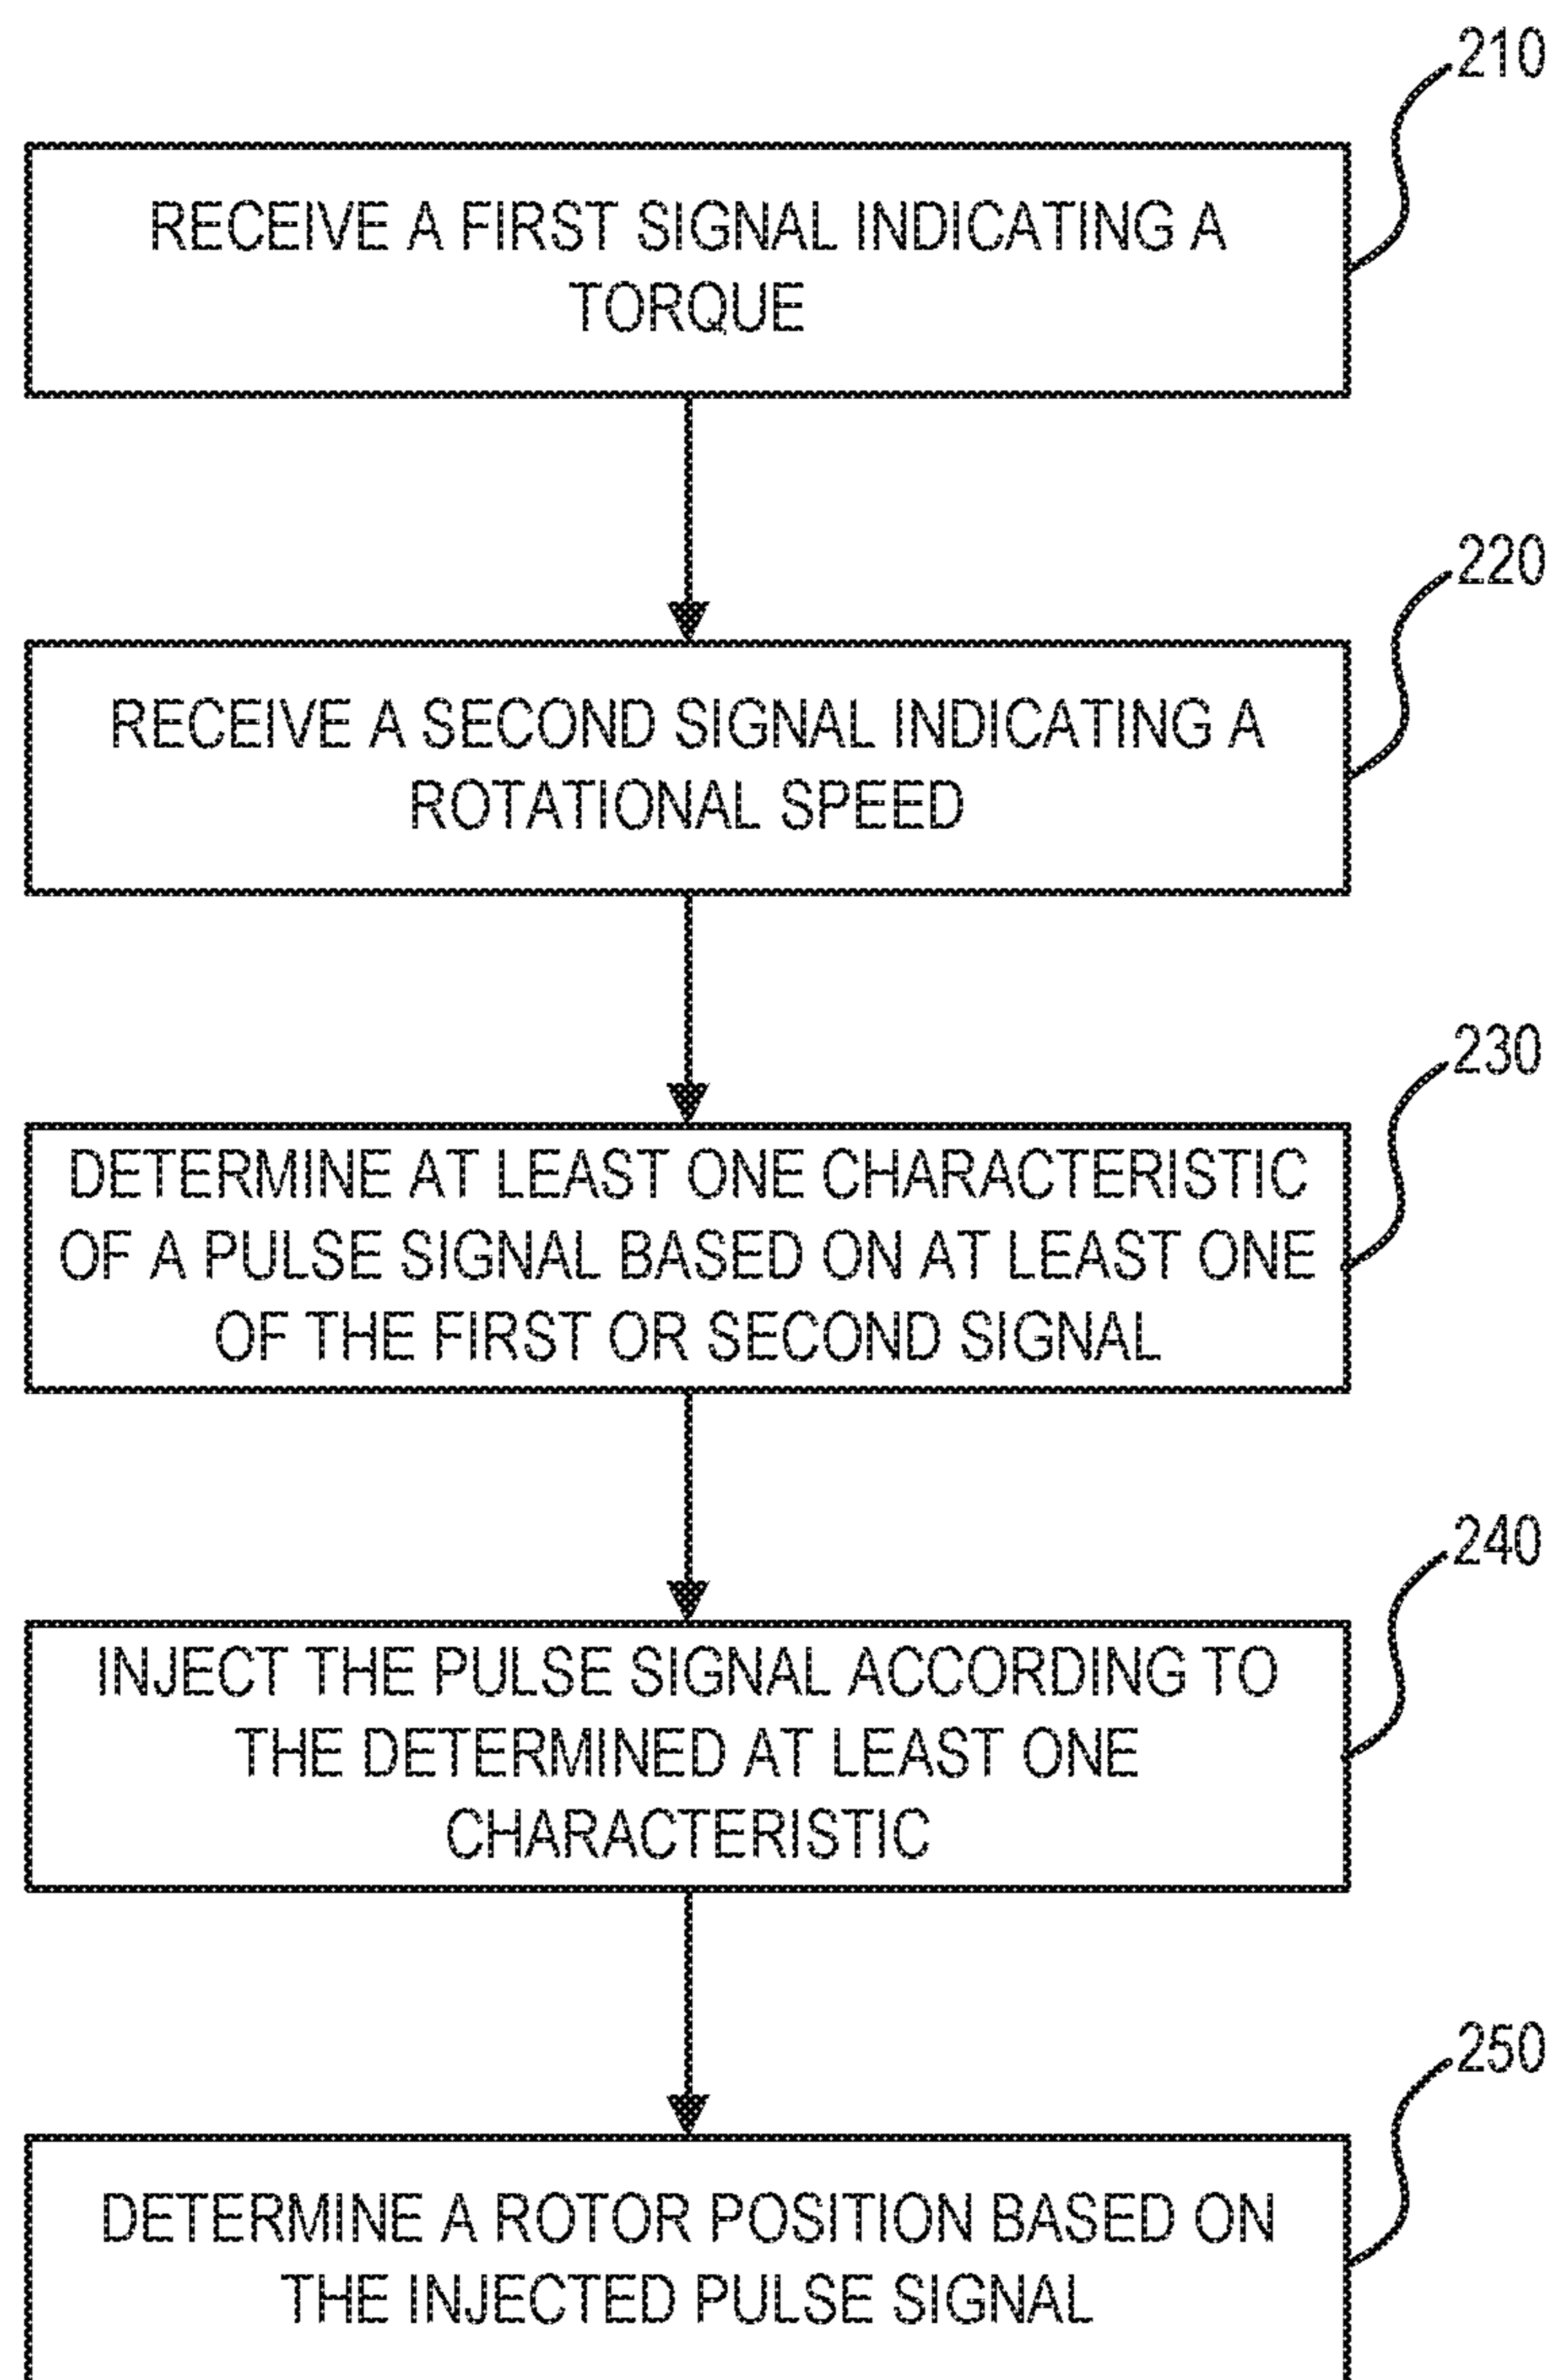 210
RECEIVE A FIRST SIGNAL INDICATING A
TORQUE
220
RECEIVE A SECOND SIGNAL INDICATING A
ROTATIONAL SPEED
230
DETERMINE AT LEAST ONE CHARACTERISTIC
OF A PULSE SIGNAL BASED ON AT LEAST ONE
OF THE FIRST OR SECOND SIGNAL
240
INJECT THE PULSE SIGNAL ACCORDING TO
THE DETERMINED AT LEAST ONE
CHARACTERISTIC
250
DETERMINE A ROTOR POSITION BASED ON
THE INJECTED PULSE SIGNAL